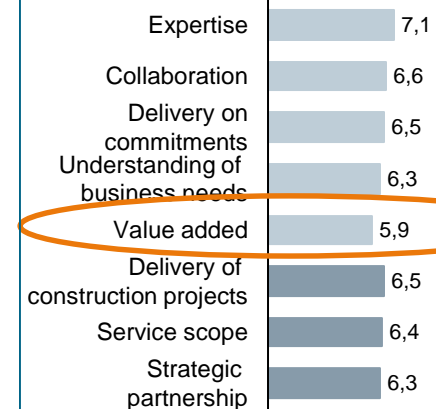 Expertise 7,1
Collaboration 6,6
Delivery on
commitments 6,5
Understanding of
business needs 6,3
Value added 5,9
Delivery of
construction projects 6,5
Service scope 6,4
Strategic
partnership 6,3